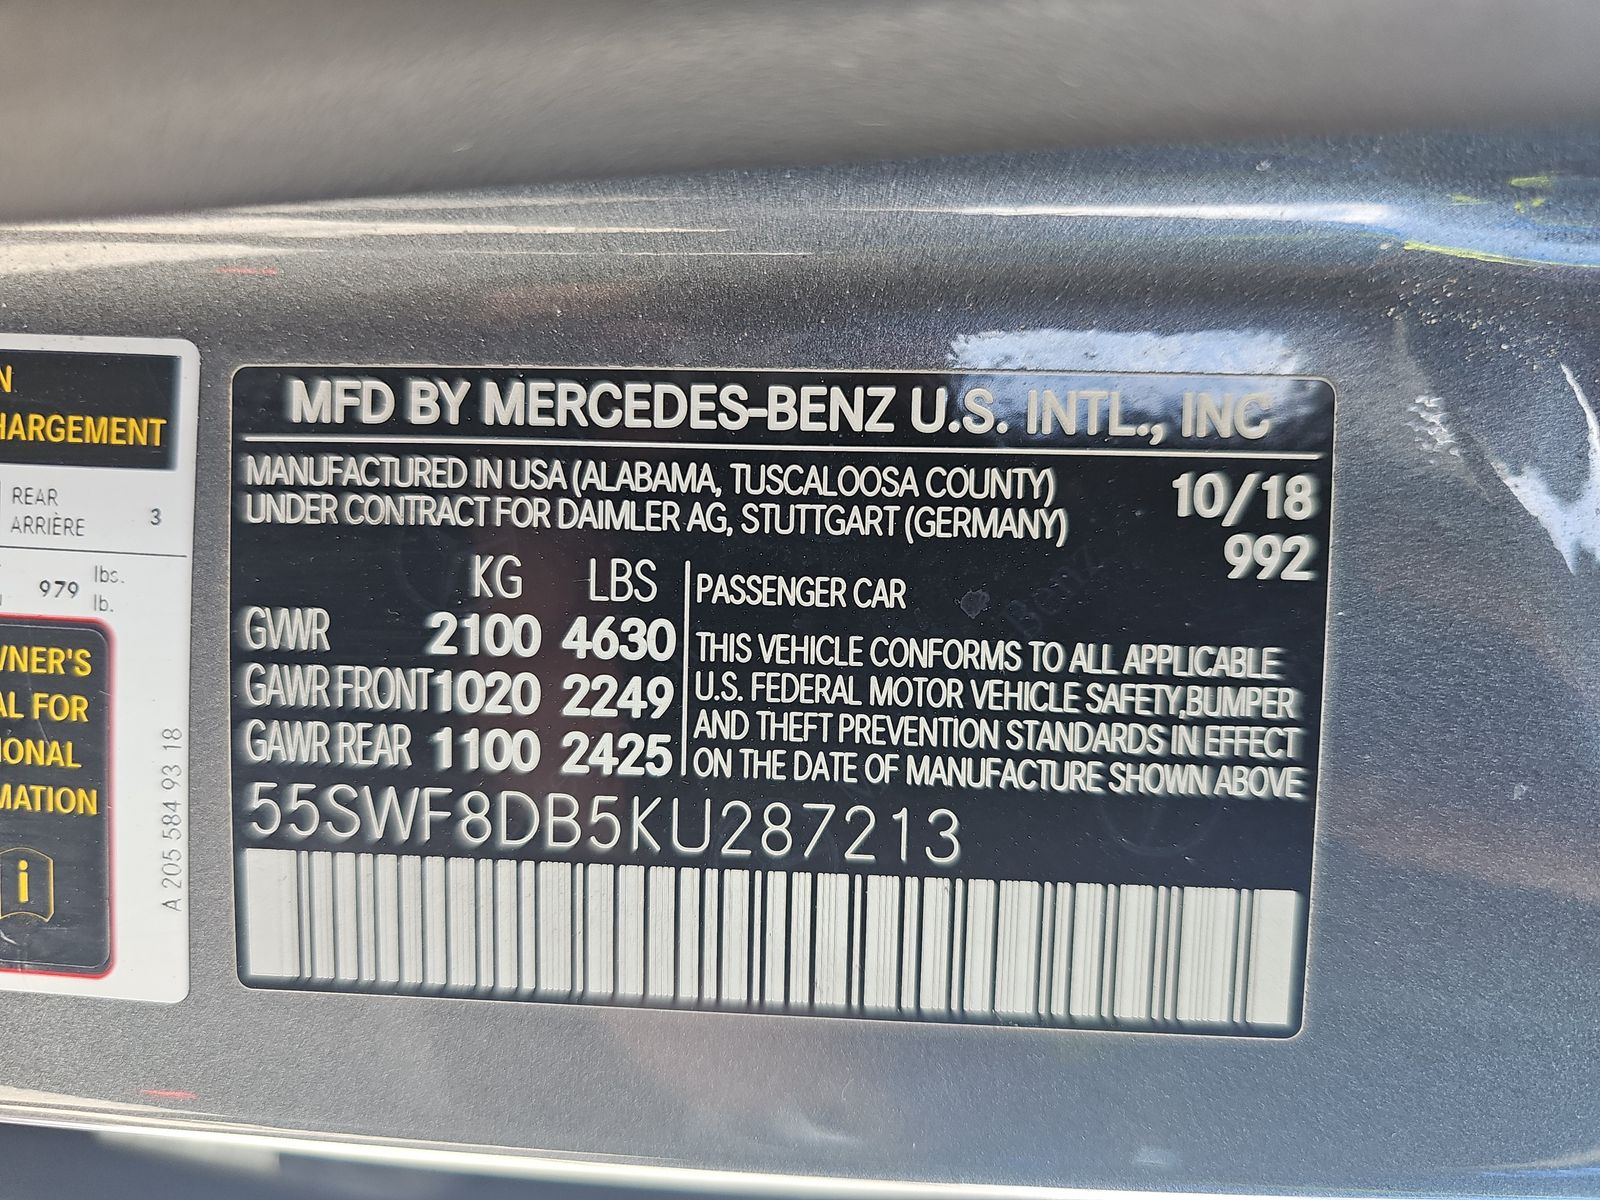 N
HARGEMENT
REAR
ARRIÈRE 3
979 lbs.
lb.
WNER'S
AL FOR
IONAL
MATION
i
A 205 584 93 18
MFD BY MERCEDES-BENZ U.S. INTL., INC
MANUFACTURED IN USA (ALABAMA, TUSCALOOSA COUNTY) 10/18
UNDER CONTRACT FOR DAIMLER AG, STUTTGART (GERMANY) 992
KG LBS
GVWR 2100 4630
GAWR FRONT 1020 2249
GAWR REAR 1100 2425
PASSENGER CAR
THIS VEHICLE CONFORMS TO ALL APPLICABLE
U.S. FEDERAL MOTOR VEHICLE SAFETY,BUMPER
AND THEFT PREVENTION STANDARDS IN EFFECT
ON THE DATE OF MANUFACTURE SHOWN ABOVE
55SWF8DB5KU287213